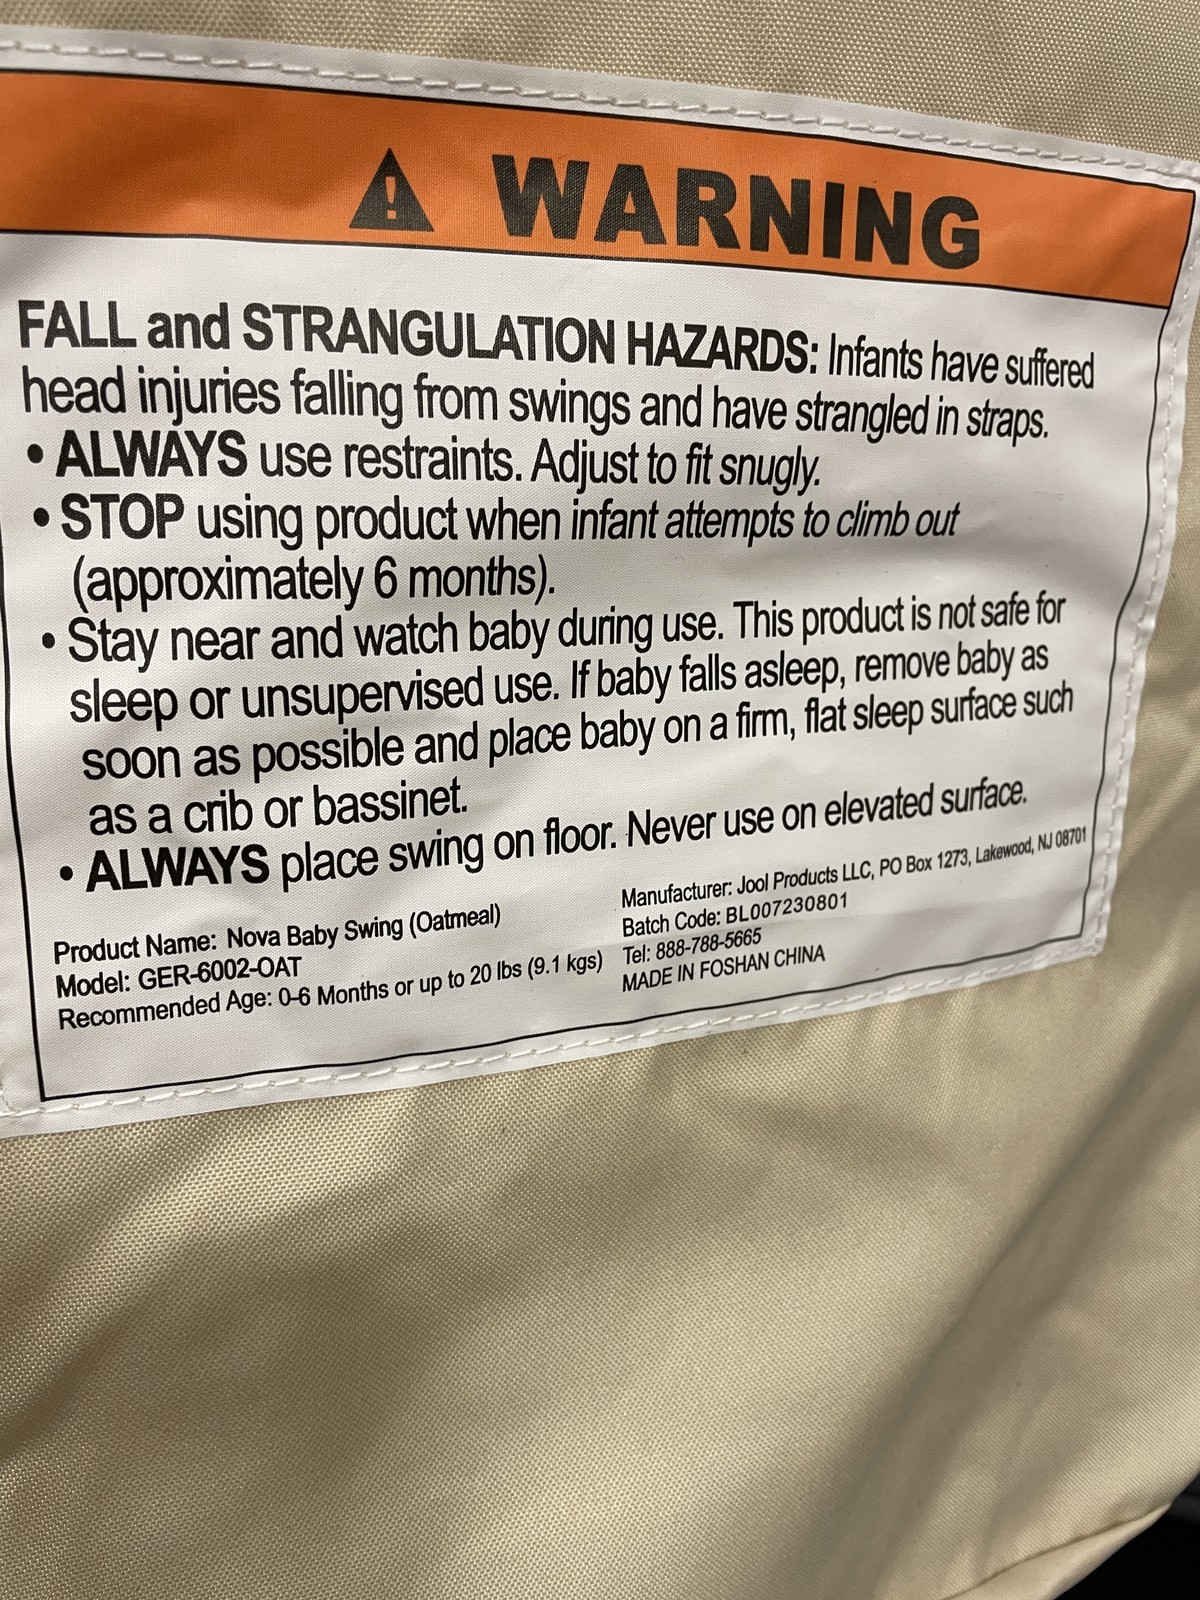 WARNING
FALL and STRANGULATION HAZARDS: Infants have suffered
head injuries falling from swings and have strangled in straps.
• ALWAYS use restraints. Adjust to fit snugly.
• STOP using product when infant attempts to climb out
(approximately 6 months).
• Stay near and watch baby during use. This product is not safe for
sleep or unsupervised use. If baby falls asleep, remove baby as
soon as possible and place baby on a firm, flat sleep surface such
as a crib or bassinet.
• ALWAYS place swing on floor. Never use on elevated surface.
Product Name: Nova Baby Swing (Oatmeal)
Model: GER-6002-OAT
Recommended Age: 0-6 Months or up to 20 lbs (9.1 kgs)
Manufacturer: Jool Products LLC, PO Box 1273, Lakewood, NJ 08701
Batch Code: BL007230801
Tel: 888-788-5665
MADE IN FOSHAN CHINA